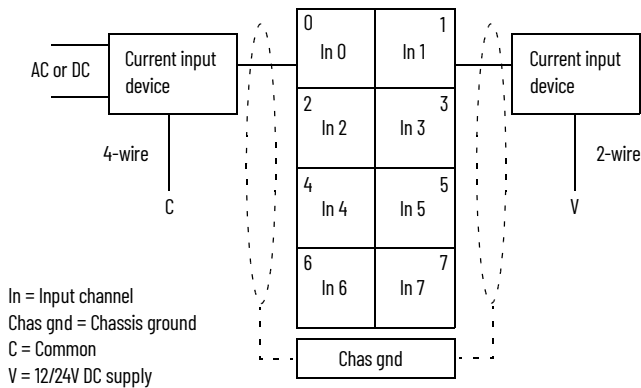 0
In 0
1
In 1
Current input
device
AC or DC
4-wire
C
Current input
device
2-wire
V
2
In 2
3
In 3
4
In 4
5
In 5
6
In 6
7
In 7
Chas gnd
In = Input channel
Chas gnd = Chassis ground
C = Common
V = 12/24V DC supply